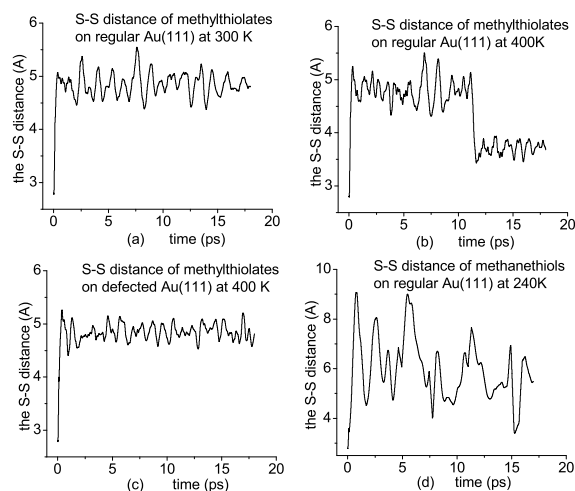 S-S distance of methylthiolates
on regular Au(111) at 300 K
the S-S distance (A)
6
5
4
3
0 5 10 15 20
(a) time (ps)
S-S distance of methylthiolates
on regular Au(111) at 400K
the S-S distance (A)
6
5
4
3
0 5 10 15 20
(b) time (ps)
S-S distance of methylthiolates
on defected Au(111) at 400 K
the S-S distance (A)
6
5
4
3
0 5 10 15 20
(c) time (ps)
S-S distance of methanethiols
on regular Au(111) at 240K
the S-S distance (A)
10
8
6
4
0 5 10 15 20
(d) time (ps)